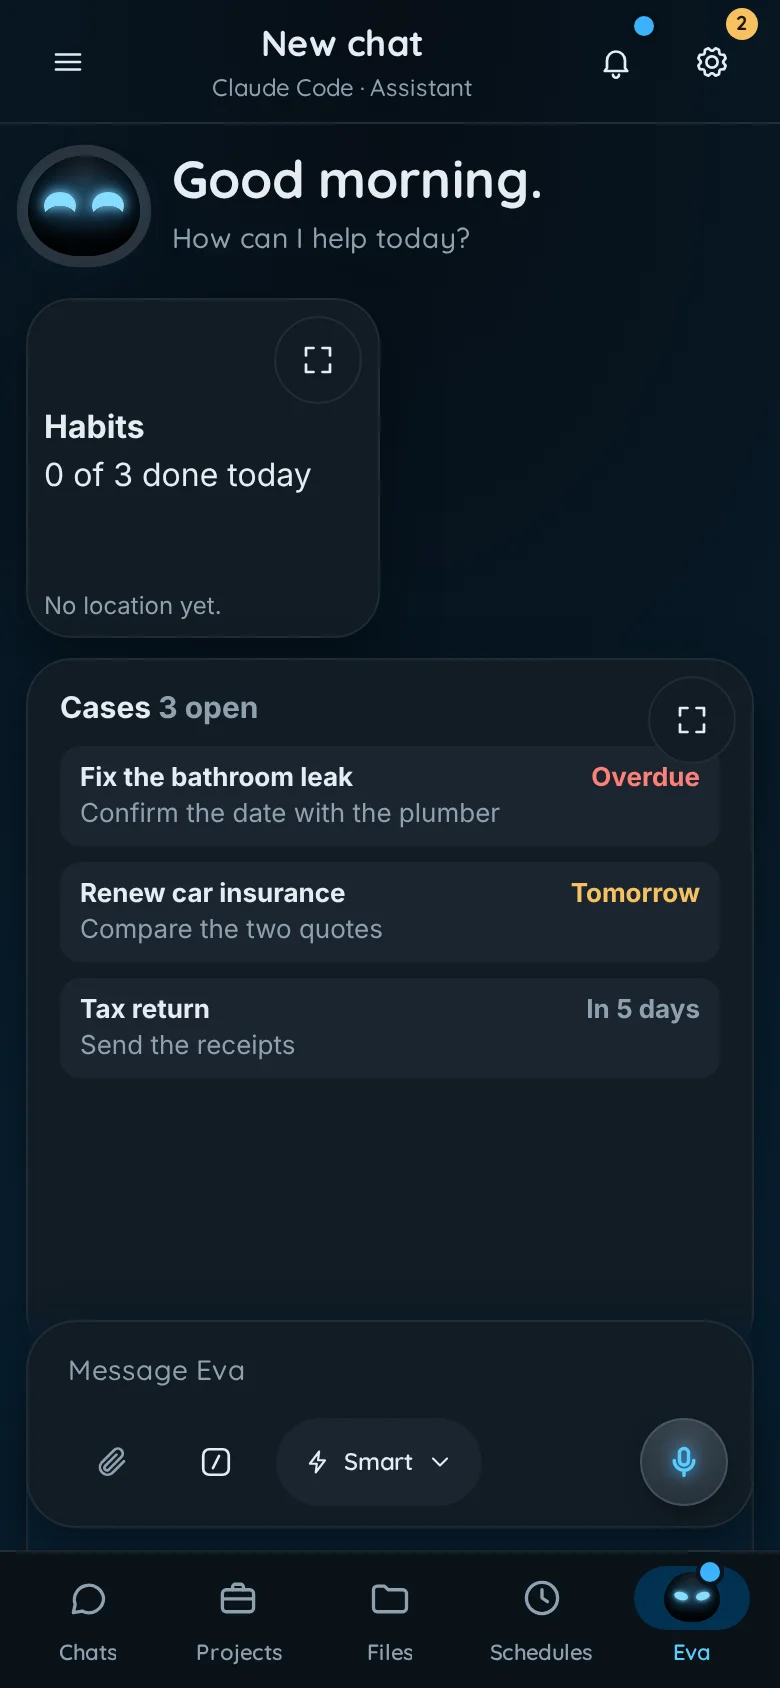 New chat
2
Claude Code · Assistant
Good morning.
How can I help today?
Habits
0 of 3 done today
No location yet.
Cases 3 open
Fix the bathroom leak Overdue
Confirm the date with the plumber
Renew car insurance Tomorrow
Compare the two quotes
Tax return In 5 days
Send the receipts
Message Eva
Smart
Chats Projects Files Schedules Eva